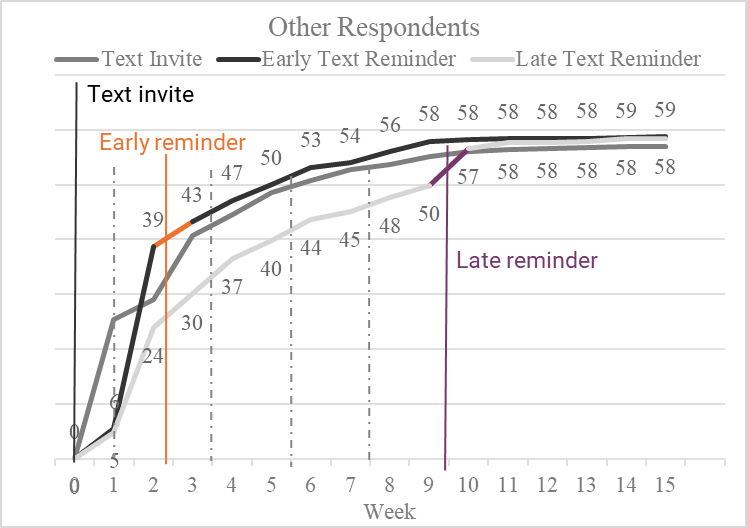 Other Respondents
Text Invite Early Text Reminder Late Text Reminder
Text invite
Early reminder
Late reminder
0 6 39 43 47 50 53 54 56 58 58 58 58 58 59 59
5 24 30 37 40 44 45 48 50 57 58 58 58 58 58
0 1 2 3 4 5 6 7 8 9 10 11 12 13 14 15
Week